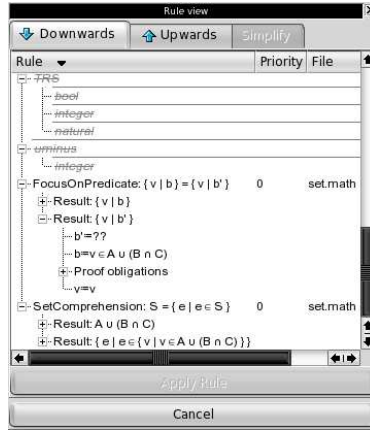 Rule view
Downwards Upwards Simplify
Rule Priority File
TRS
bool
integer
natural
uminus
integer
FocusOnPredicate: { v | b } = { v | b' } 0 set.math
Result: { v | b }
Result: { v | b' }
b'=??
b=v ∈ A ∪ (B ∩ C)
Proof obligations
v=v
SetComprehension: S = { e | e ∈ S } 0 set.math
Result: A ∪ (B ∩ C)
Result: { e | e ∈ { v | v ∈ A ∪ (B ∩ C) } }
Apply Rule
Cancel